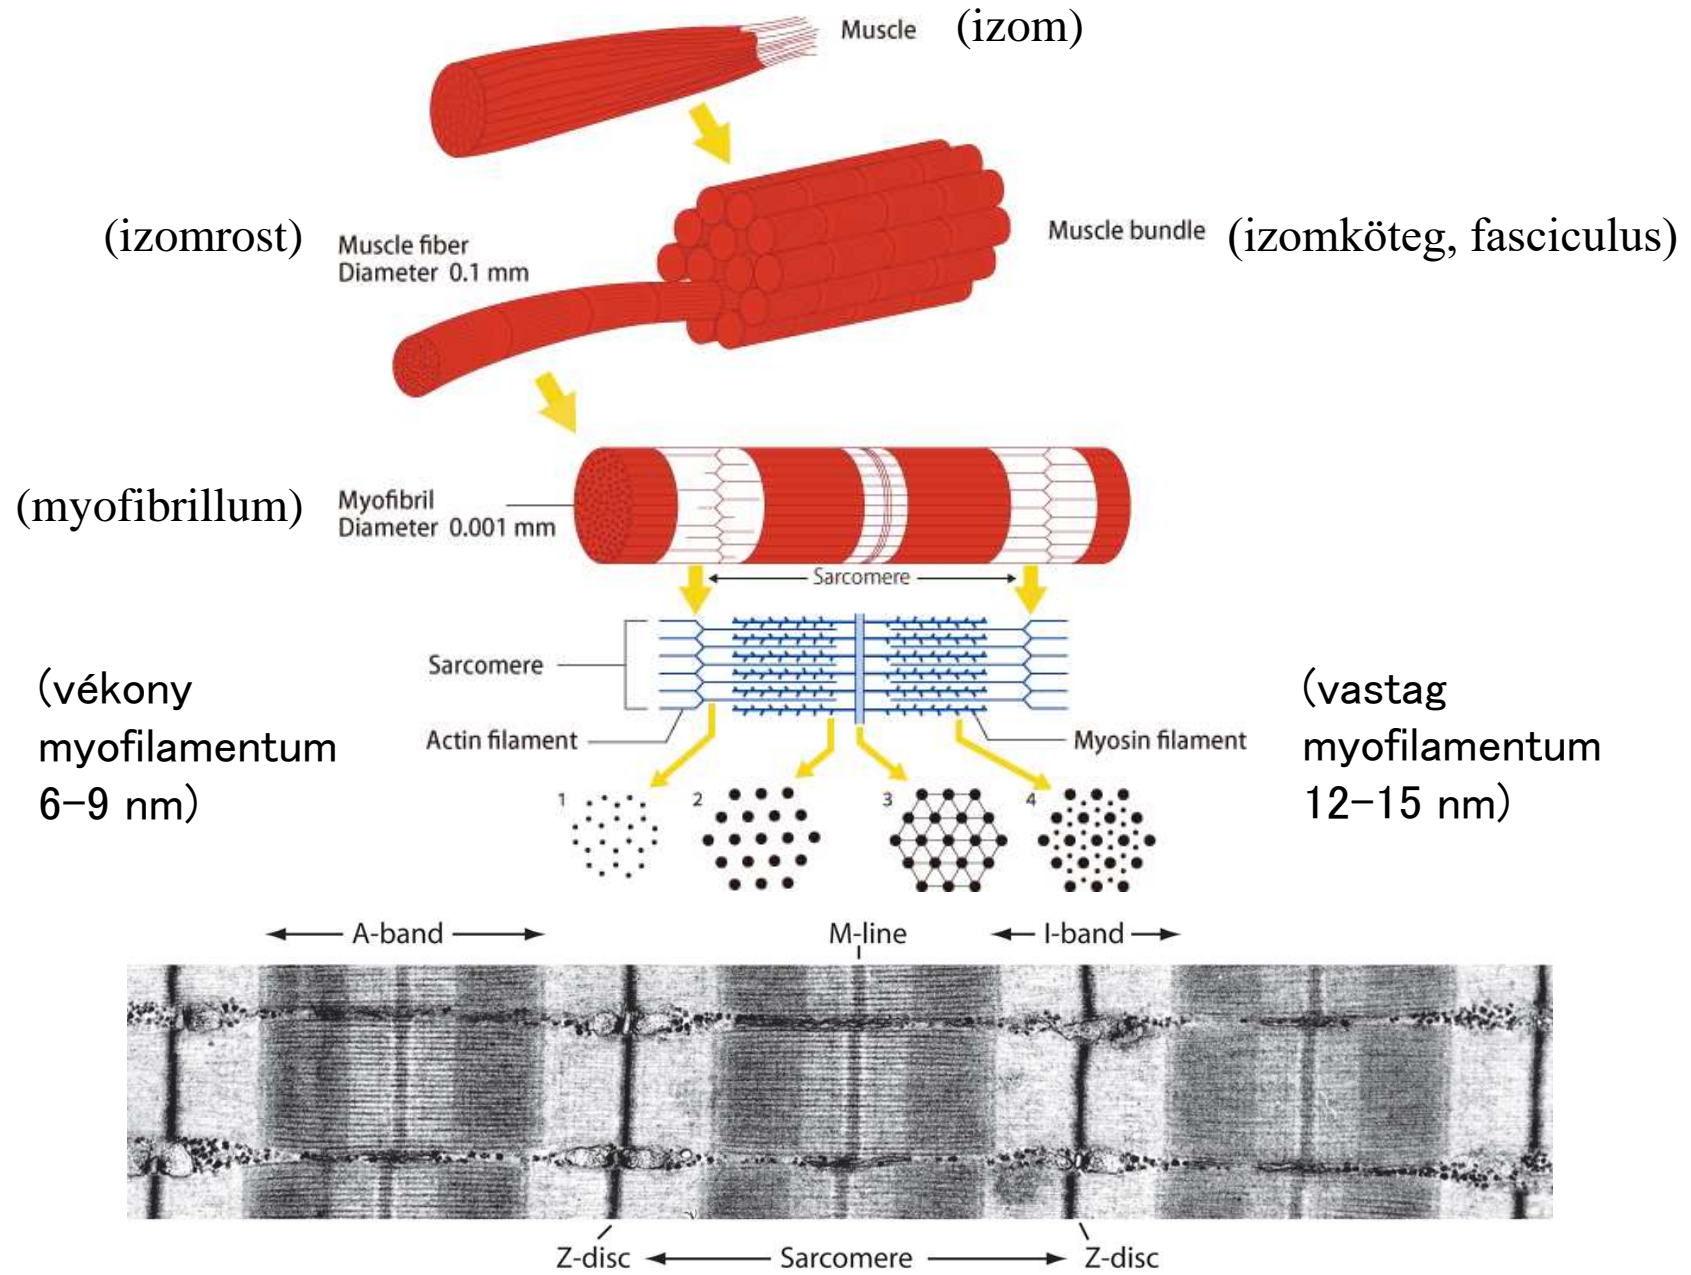 Muscle (izom)
(izomrost)
Muscle fiber
Diameter 0.1 mm
Muscle bundle (izomköteg, fasciculus)
(myofibrillum)
Myofibril
Diameter 0.001 mm
Sarcomere
Sarcomere
(vékony
myofilamentum
6-9 nm)
Actin filament
Myosin filament
(vastag
myofilamentum
12-15 nm)
1
2
3
4
A-band
M-line
I-band
Z-disc
Sarcomere
Z-disc